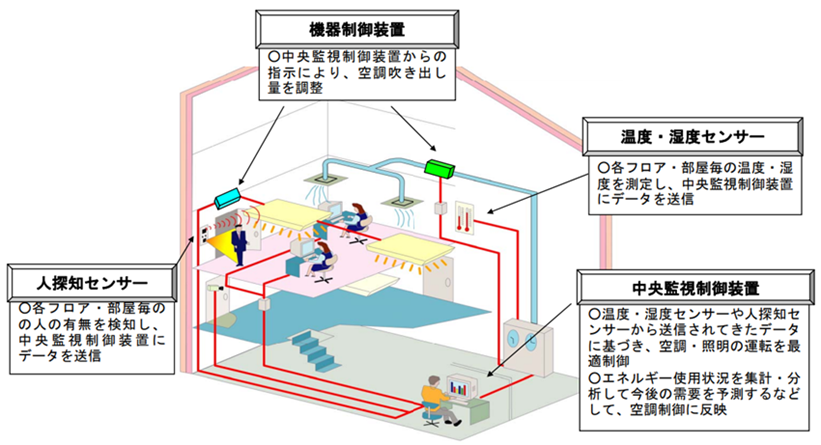 機器制御装置
〇中央監視制御装置からの
指示により、空調吹き出し
量を調整
温度・湿度センサー
〇各フロア・部屋毎の温度・湿
度を測定し、中央監視制御装置
にデータを送信
人探知センサー
〇各フロア・部屋毎の
の人の有無を検知し、
中央監視制御装置に
データを送信
中央監視制御装置
〇温度・湿度センサーや人探知セ
ンサーから送信されてきたデータ
に基づき、空調・照明の運転を最
適制御
〇エネルギー使用状況を集計・分
析して今後の需要を予測するなど
して、空調制御に反映